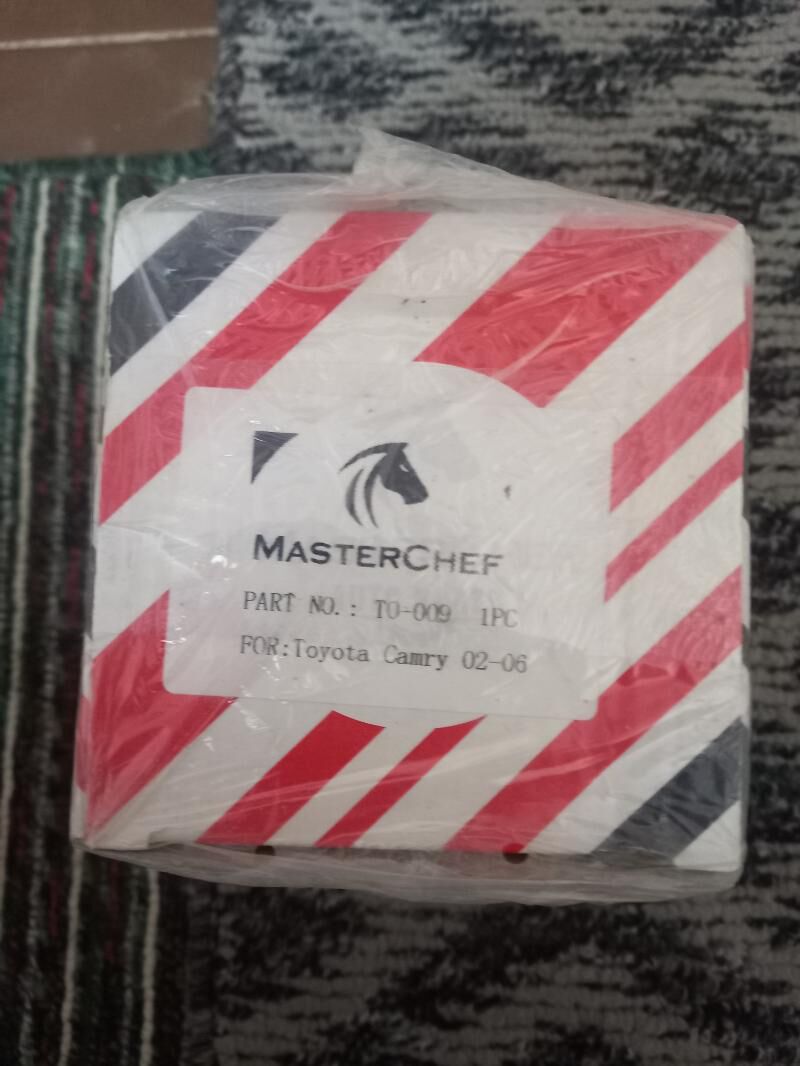 MASTERCHEF
PART NO.: TO-009 1PC
FOR:Toyota Camry 02-06